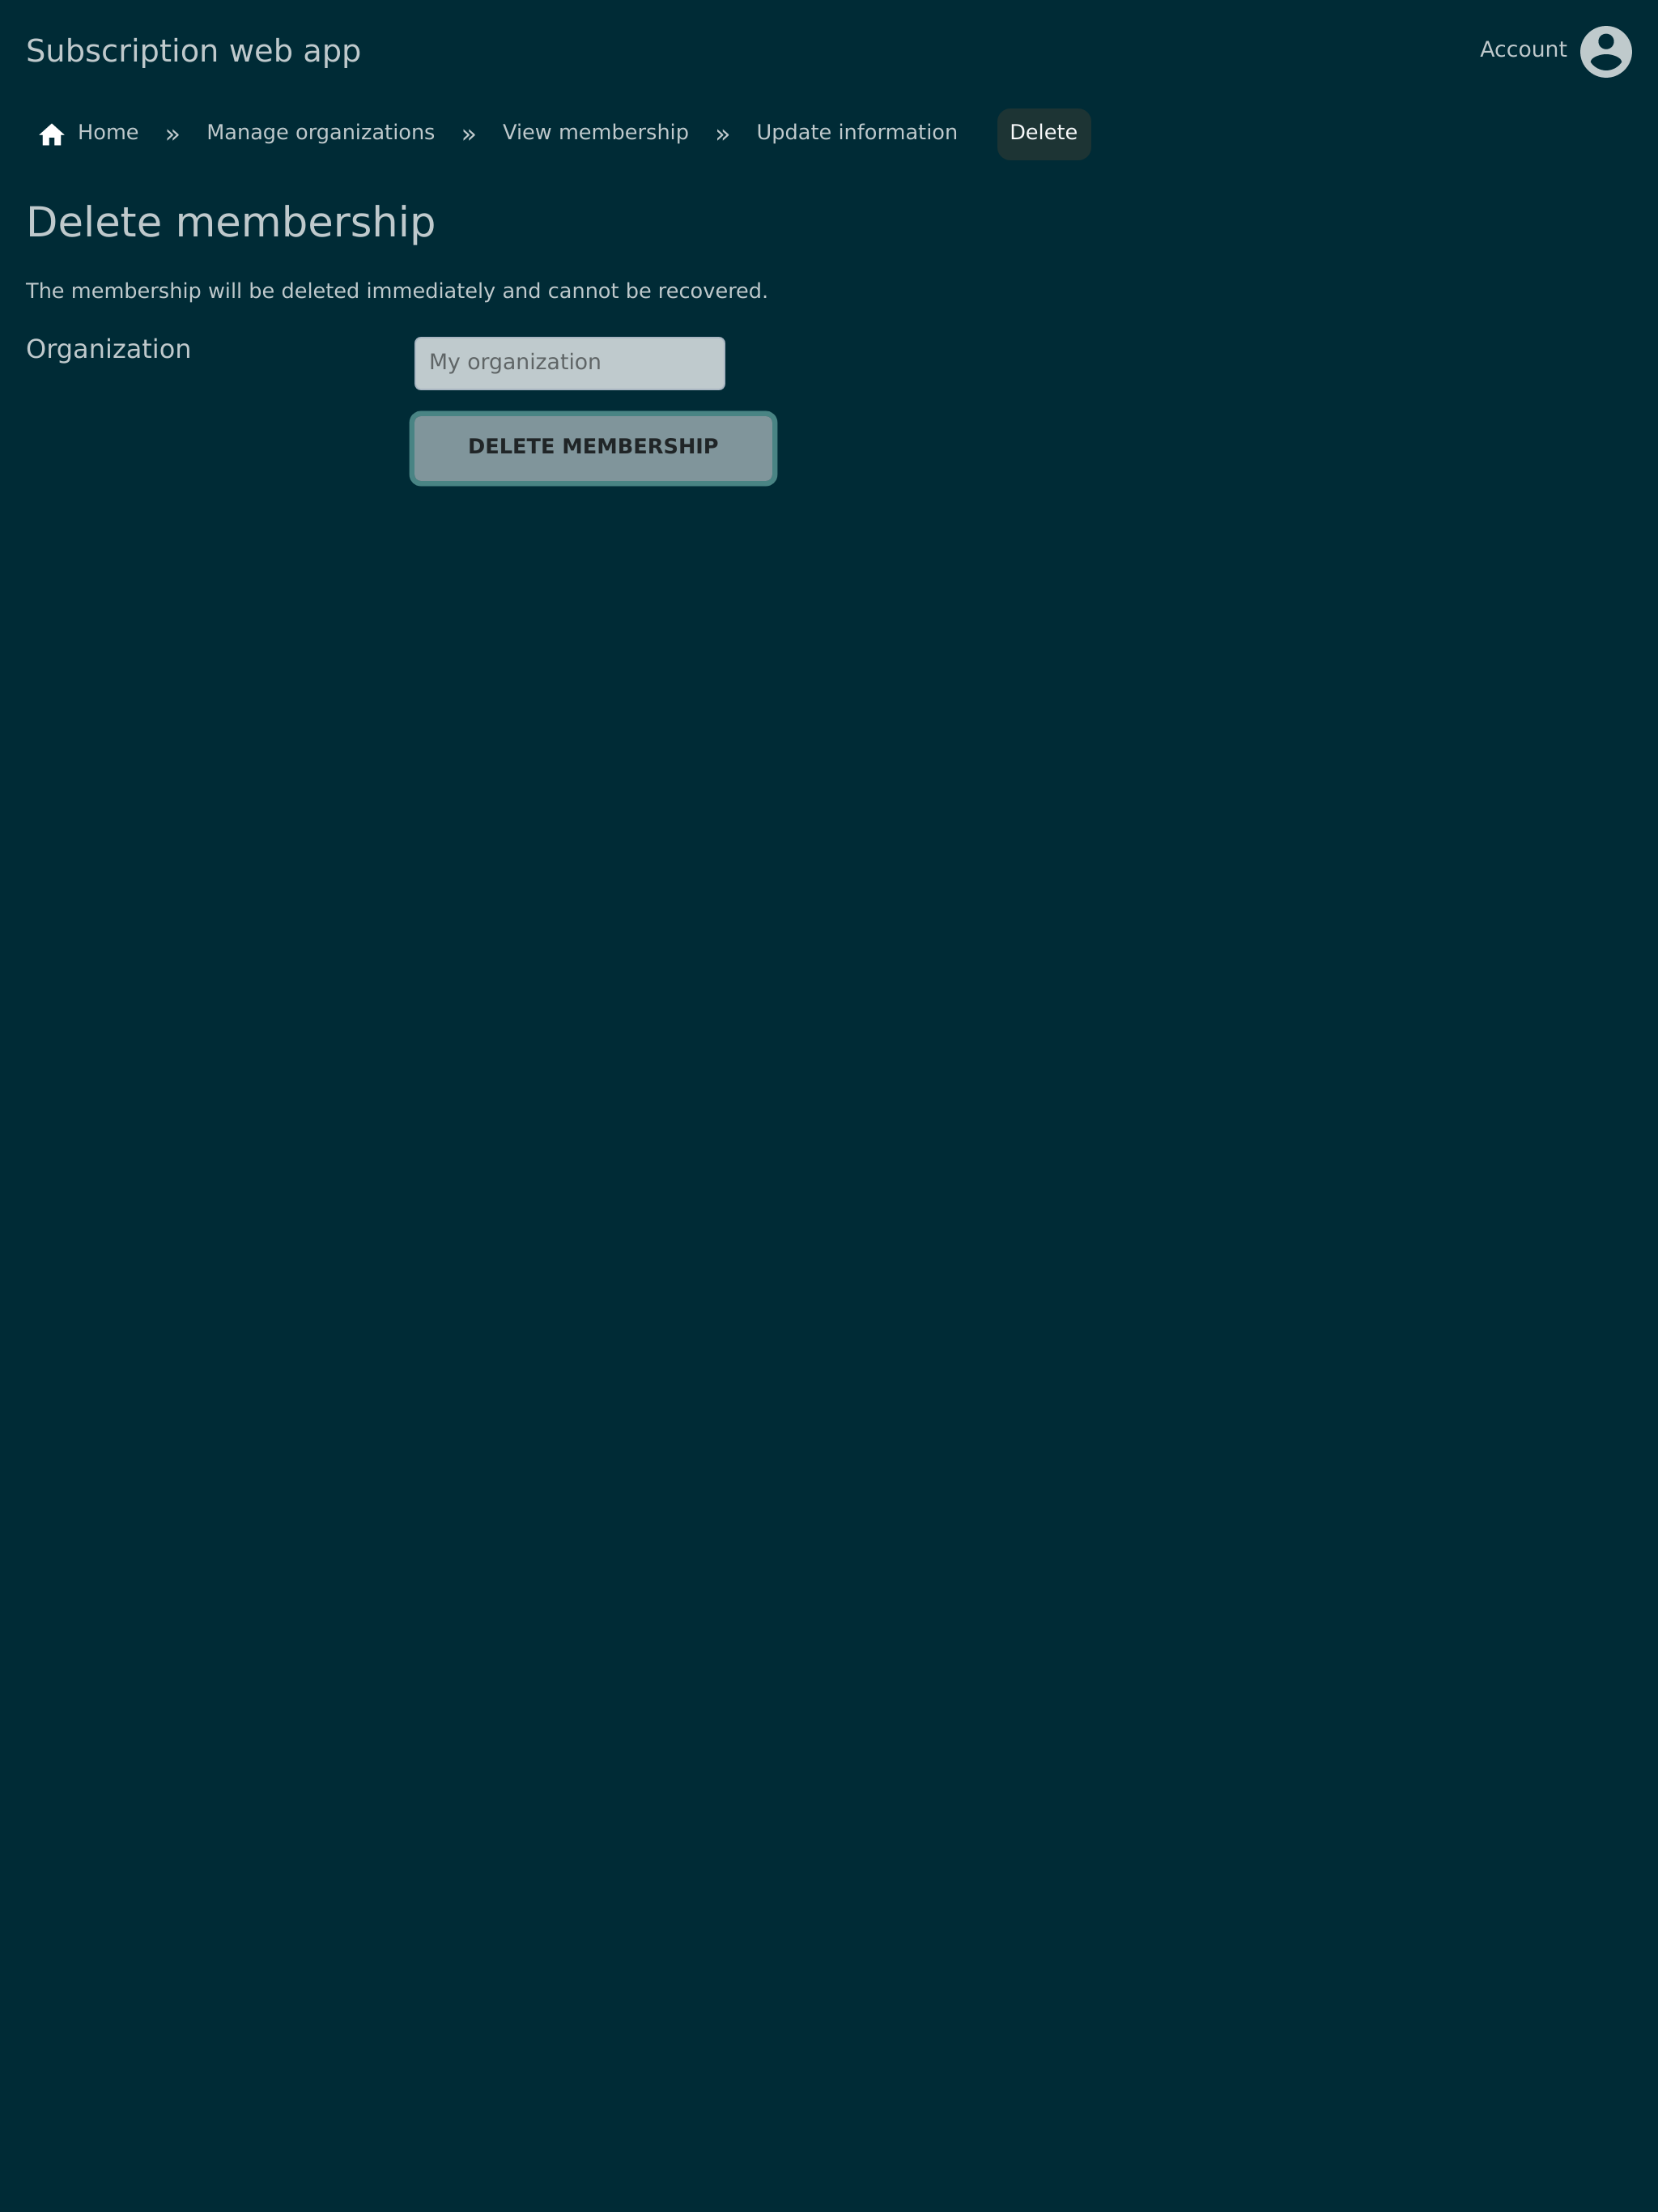 Subscription web app
Account
Home » Manage organizations » View membership » Update information Delete
Delete membership
The membership will be deleted immediately and cannot be recovered.
Organization
My organization
DELETE MEMBERSHIP